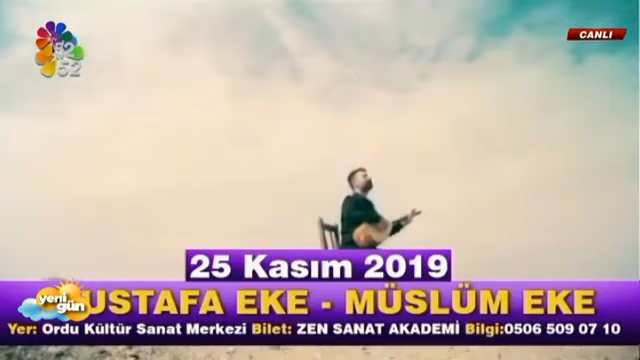 52
CANLI
25 Kasım 2019
USTAFA EKE - MÜSLÜM EKE
yeni
gün
Yer: Ordu Kültür Sanat Merkezi Bilet: ZEN SANAT AKADEMİ Bilgi:0506 509 07 10